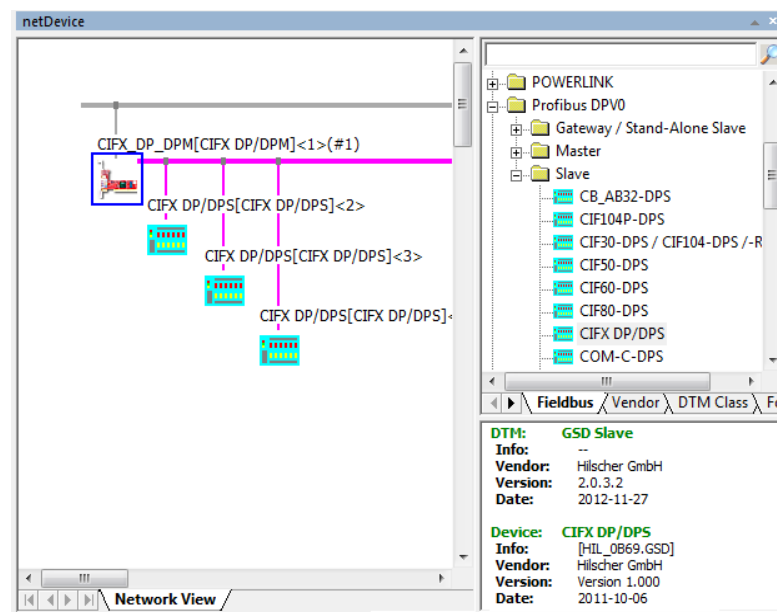 netDevice
CIFX_DP_DPM[CIFX DP/DPM]<1>(#1)
CIFX DP/DPS[CIFX DP/DPS]<2>
CIFX DP/DPS[CIFX DP/DPS]<3>
CIFX DP/DPS[CIFX DP/DPS]<
Network View
POWERLINK
Profibus DPV0
Gateway / Stand-Alone Slave
Master
Slave
CB_AB32-DPS
CIF104P-DPS
CIF30-DPS / CIF104-DPS /-R
CIF50-DPS
CIF60-DPS
CIF80-DPS
CIFX DP/DPS
COM-C-DPS
Fieldbus Vendor DTM Class Fo
DTM: GSD Slave
Info: --
Vendor: Hilscher GmbH
Version: 2.0.3.2
Date: 2012-11-27
Device: CIFX DP/DPS
Info: [HIL_0B69.GSD]
Vendor: Hilscher GmbH
Version: Version 1.000
Date: 2011-10-06